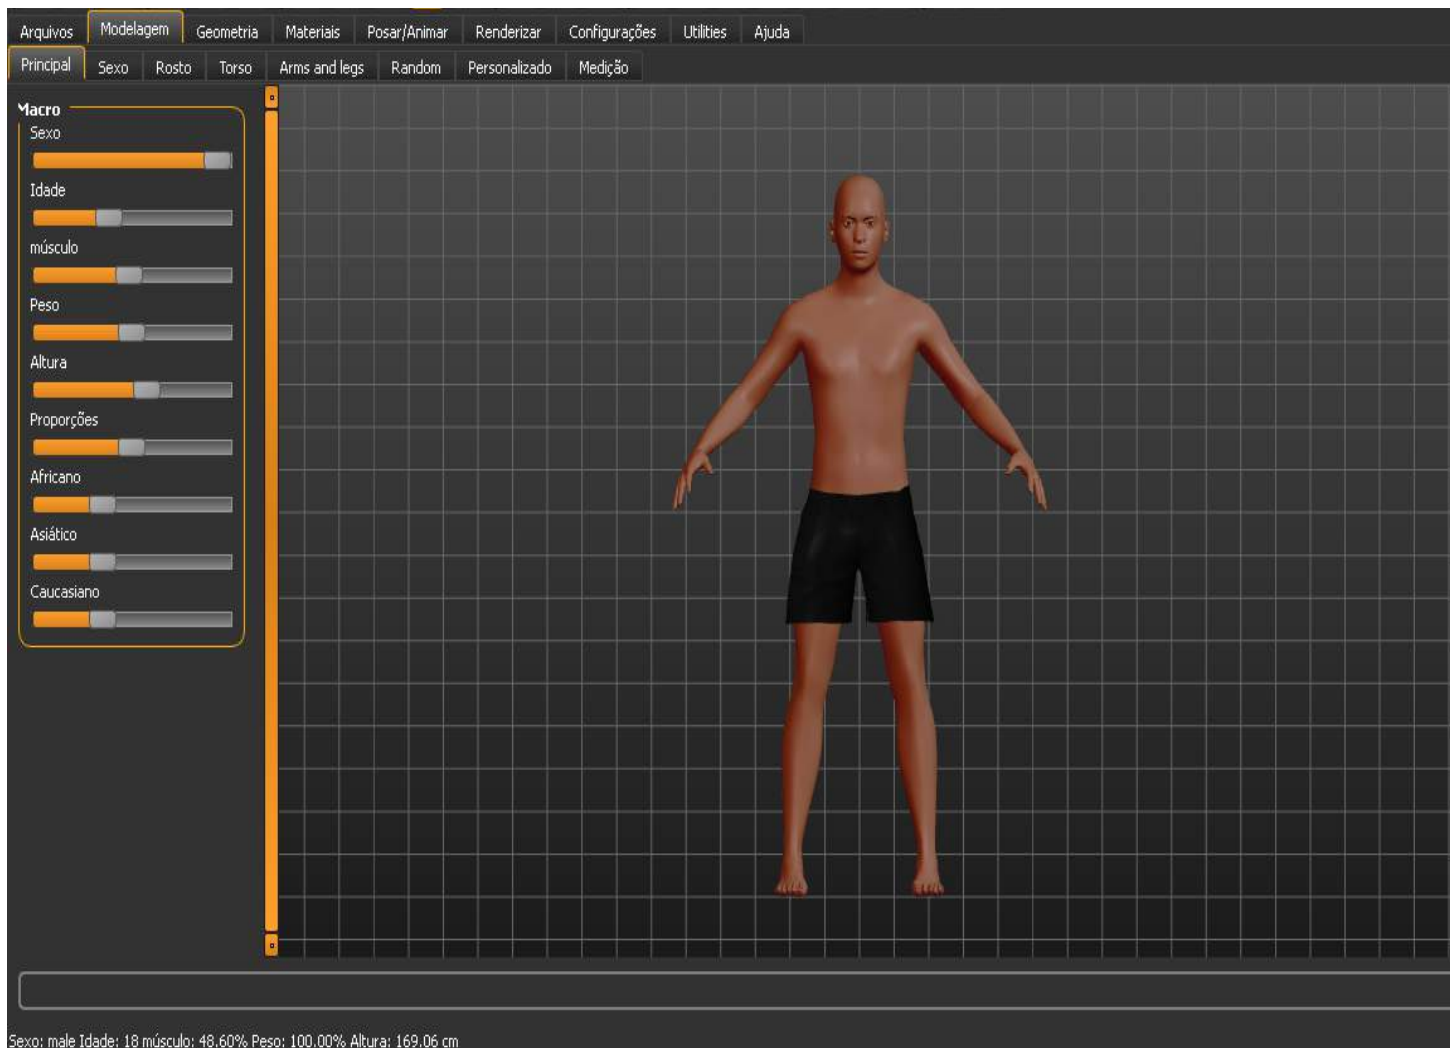 Arquivos Modelagem Geometria Materiais Posar/Animar Renderizar Configurações Utilities Ajuda
Principal Sexo Rosto Torso Arms and legs Random Personalizado Medição
Macro
Sexo
Idade
músculo
Peso
Altura
Proporções
Africano
Asiático
Caucasiano
Sexo: male Idade: 18 músculo: 48.60% Peso: 100.00% Altura: 169.06 cm